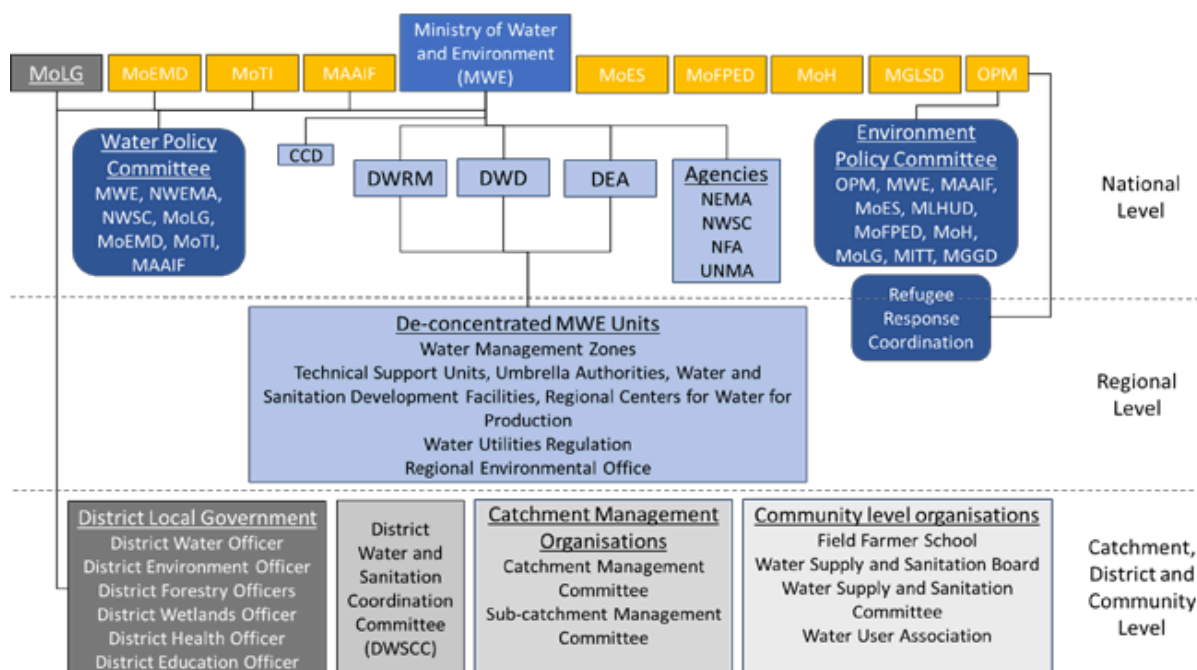 Ministry of Water
and Environment
(MWE)
MoLG
MoEMD
MoTI
MAAIF
MoES
MoFPED
MoH
MGLSD
OPM
Water Policy
Committee
MWE, NWEMA,
NWSC, MoLG,
MoEMD, MoTI,
MAAIF
CCD
DWRM
DWD
DEA
Agencies
NEMA
NWSC
NFA
UNMA
Environment
Policy Committee
OPM, MWE, MAAIF,
MoES, MLHUD,
MoFPED, MoH,
MoLG, MITT, MGGD
National
Level
Refugee
Response
Coordination
De-concentrated MWE Units
Water Management Zones
Technical Support Units, Umbrella Authorities, Water and
Sanitation Development Facilities, Regional Centers for Water for
Production
Water Utilities Regulation
Regional Environmental Office
Regional
Level
District Local Government
District Water Officer
District Environment Officer
District Forestry Officers
District Wetlands Officer
District Health Officer
District Education Officer
District
Water and
Sanitation
Coordination
Committee
(DWSCC)
Catchment Management
Organisations
Catchment Management
Committee
Sub-catchment Management
Committee
Community level organisations
Field Farmer School
Water Supply and Sanitation Board
Water Supply and Sanitation
Committee
Water User Association
Catchment,
District and
Community
Level